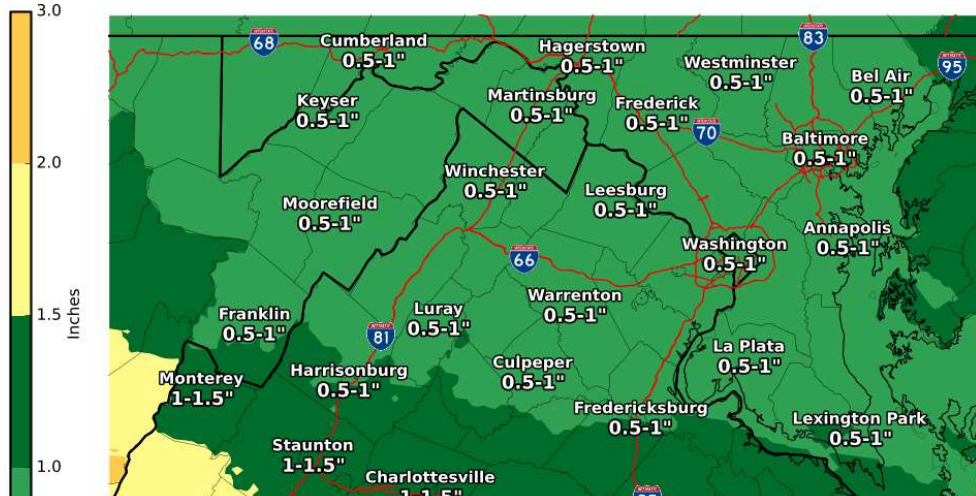 3.0
2.0
1.5
1.0
Inches
68
83
95
Cumberland
0.5-1"
Hagerstown
0.5-1"
Westminster
0.5-1"
Bel Air
0.5-1"
Keyser
0.5-1"
Martinsburg
0.5-1"
Frederick
0.5-1"
70
Baltimore
0.5-1"
Winchester
0.5-1"
Leesburg
0.5-1"
Moorefield
0.5-1"
Annapolis
0.5-1"
Washington
0.5-1"
66
Warrenton
0.5-1"
Luray
0.5-1"
Franklin
0.5-1"
81
La Plata
0.5-1"
Culpeper
0.5-1"
Harrisonburg
0.5-1"
Monterey
1-1.5"
Fredericksburg
0.5-1"
Lexington Park
0.5-1"
Staunton
1-1.5"
Charlottesville
1-1.5"